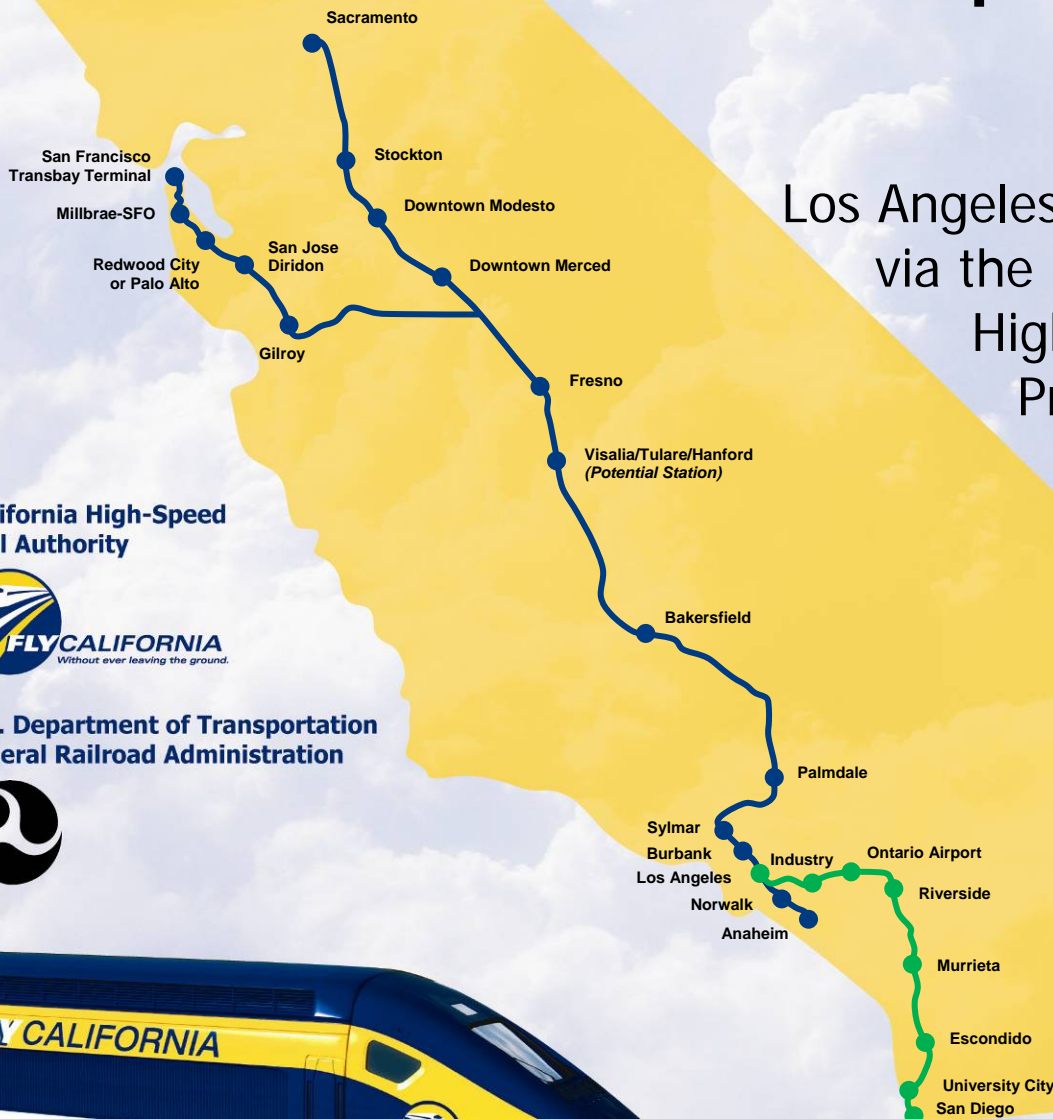 Sacramento
San Francisco
Transbay Terminal
Stockton
Millbrae-SFO
Downtown Modesto
Los Angeles
via the
San Jose
Diridon
Redwood City
or Palo Alto
Downtown Merced
Gilroy
Fresno
Visalia/Tulare/Hanford
(Potential Station)
ifornia High-Speed
l Authority
FLYCALIFORNIA
Without ever leaving the ground.
Bakersfield
. Department of Transportation
eral Railroad Administration
Palmdale
Sylmar
Burbank
Los Angeles
Industry
Ontario Airport
Norwalk
Riverside
Anaheim
Murrieta
CALIFORNIA
Escondido
University City
San Diego